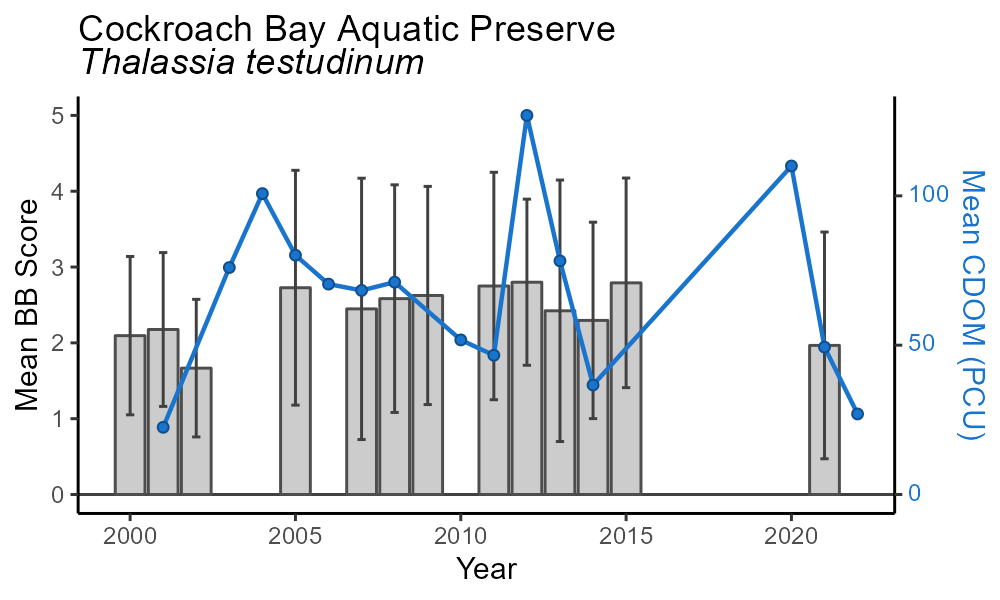 Cockroach Bay Aquatic Preserve
Thalassia testudinum
5
4
3
2
1
0
Mean BB Score
100
50
0
Mean CDOM (PCU)
2000 2005 2010 2015 2020
Year